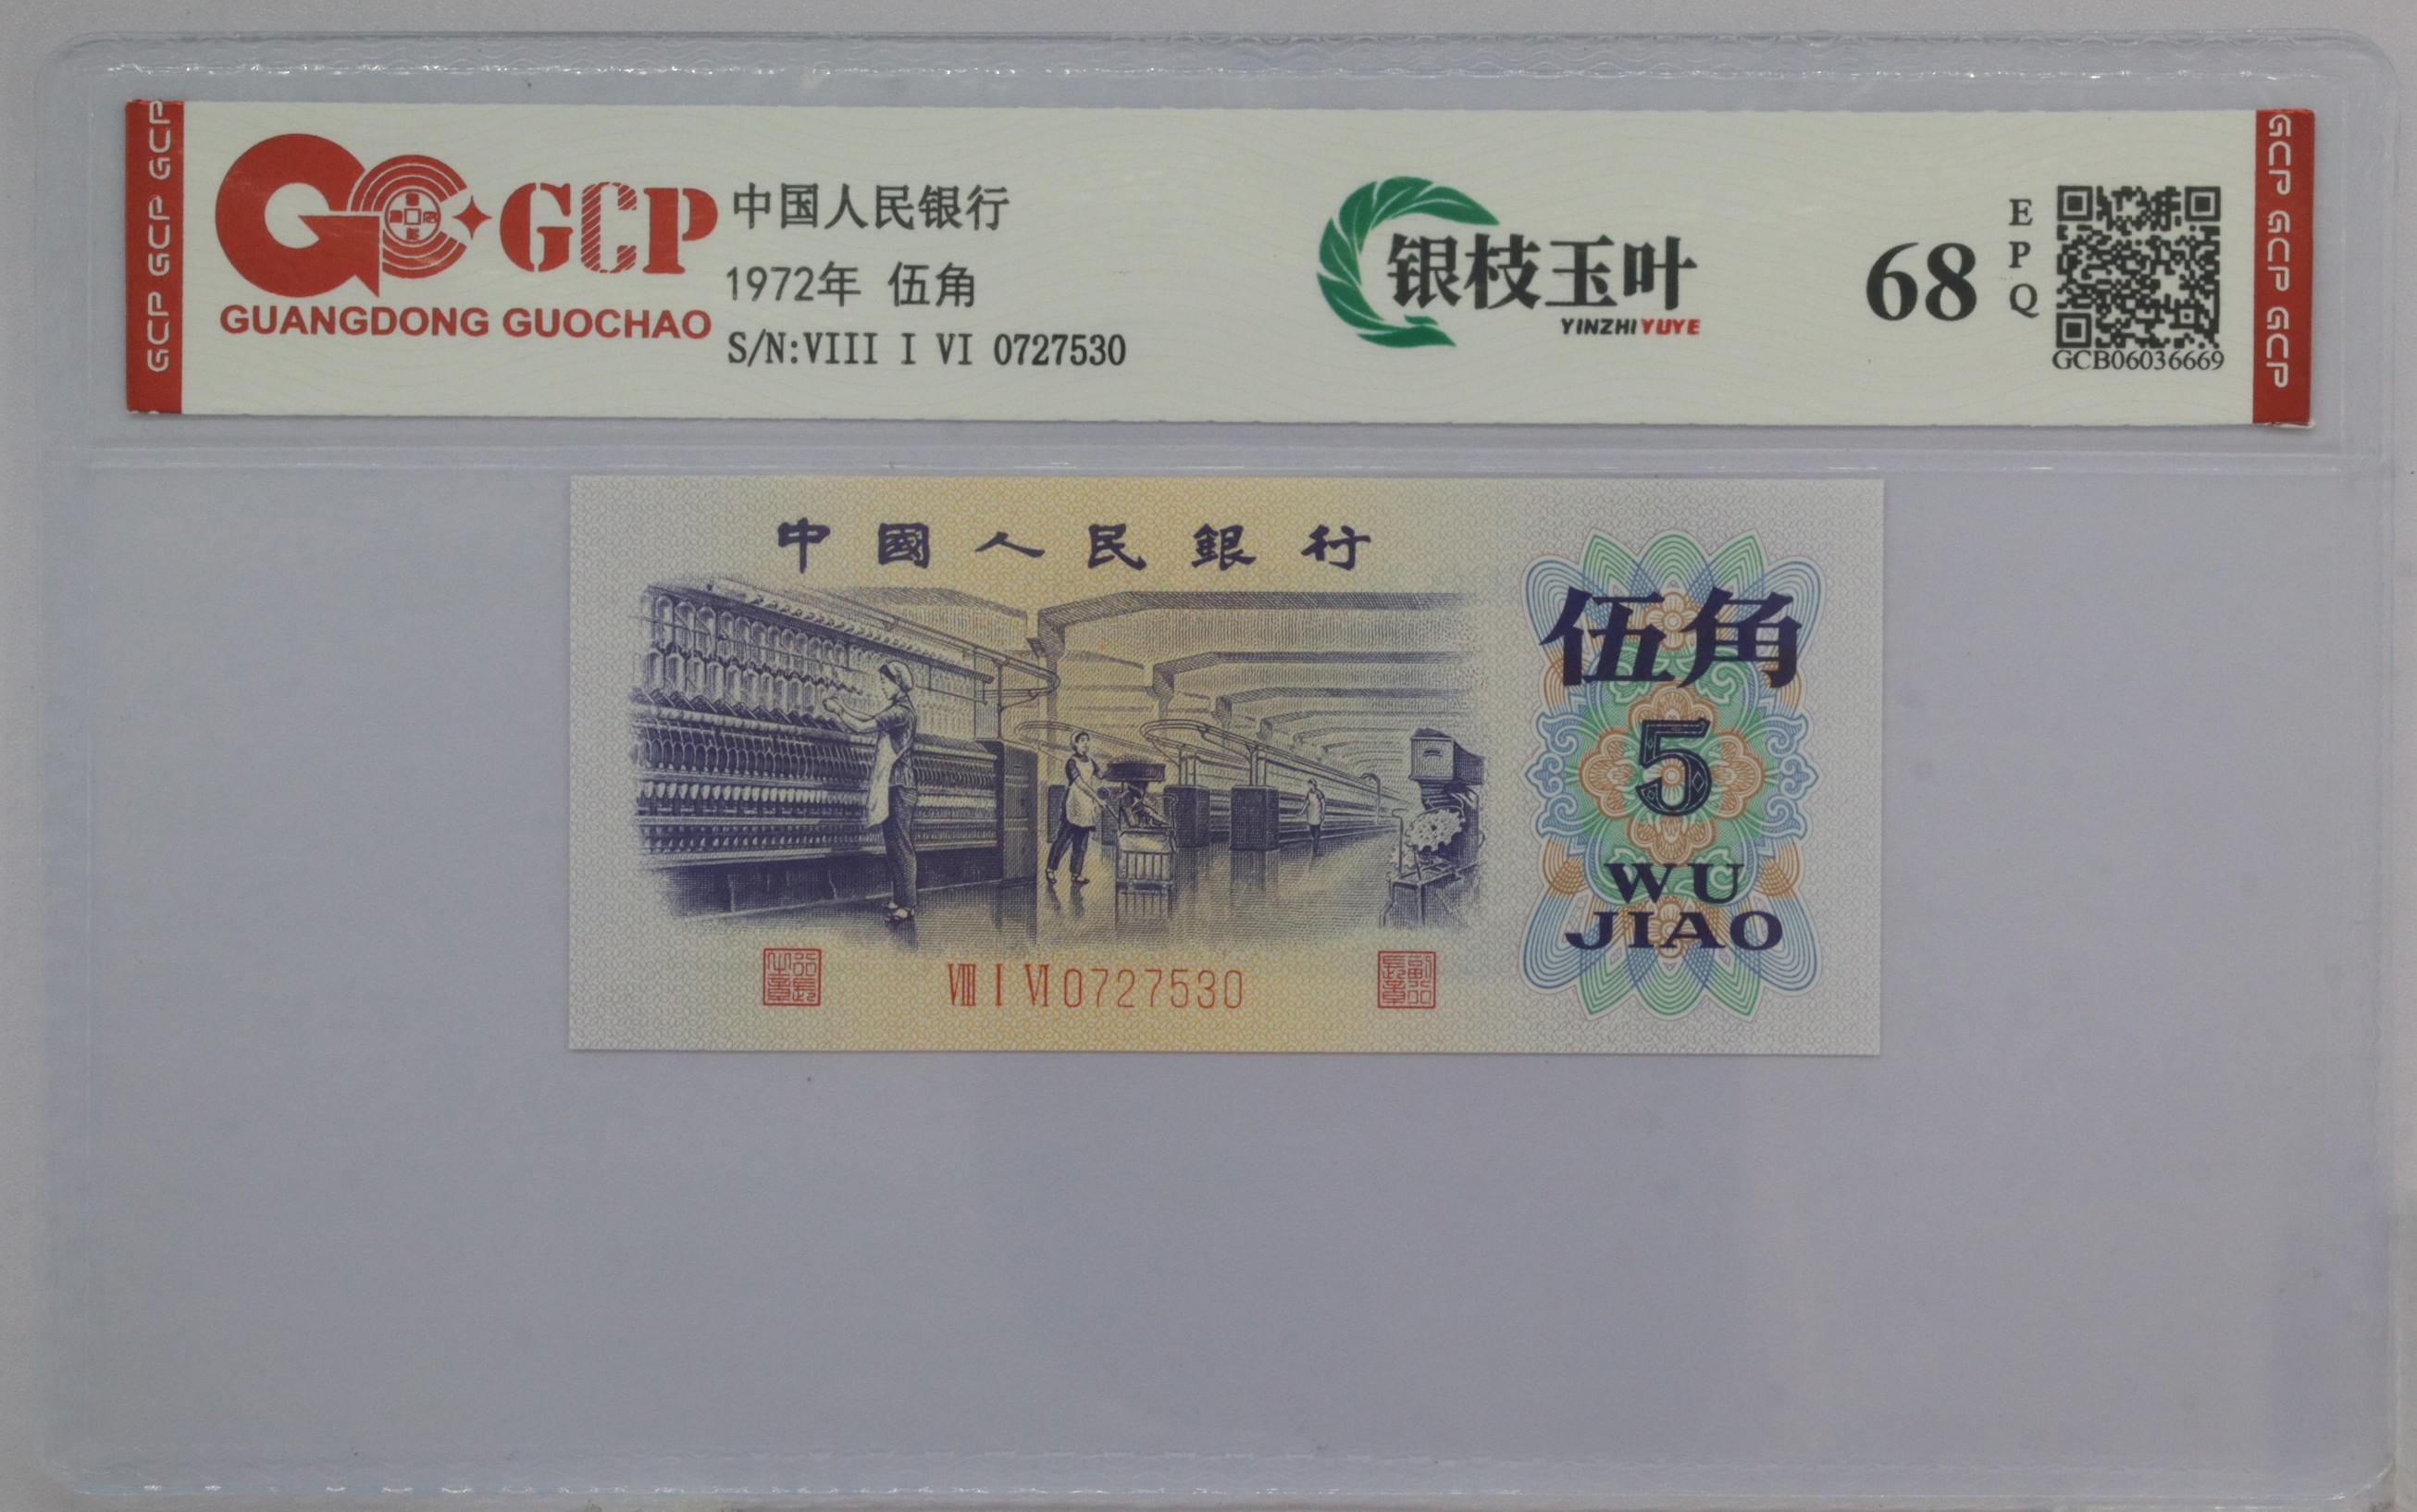 GCP GCP GCP
GCP
GUANGDONG GUOCHAO
中国人民银行
1972年 伍角
S/N:VIII I VI 0727530
银枝玉叶
YINZHIYUYE
68
E
P
Q
GCB06036669
GCP GCP GCP
中國人民銀行
伍角
5
WU
JIAO
VIII I VI 0727530